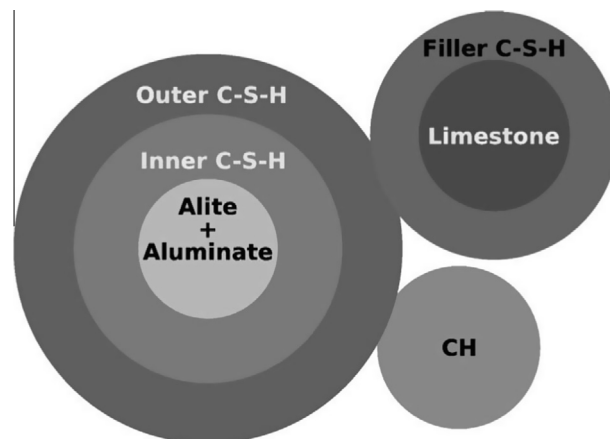 Filler C-S-H
Outer C-S-H
Limestone
Inner C-S-H
Alite
+
Aluminate
CH